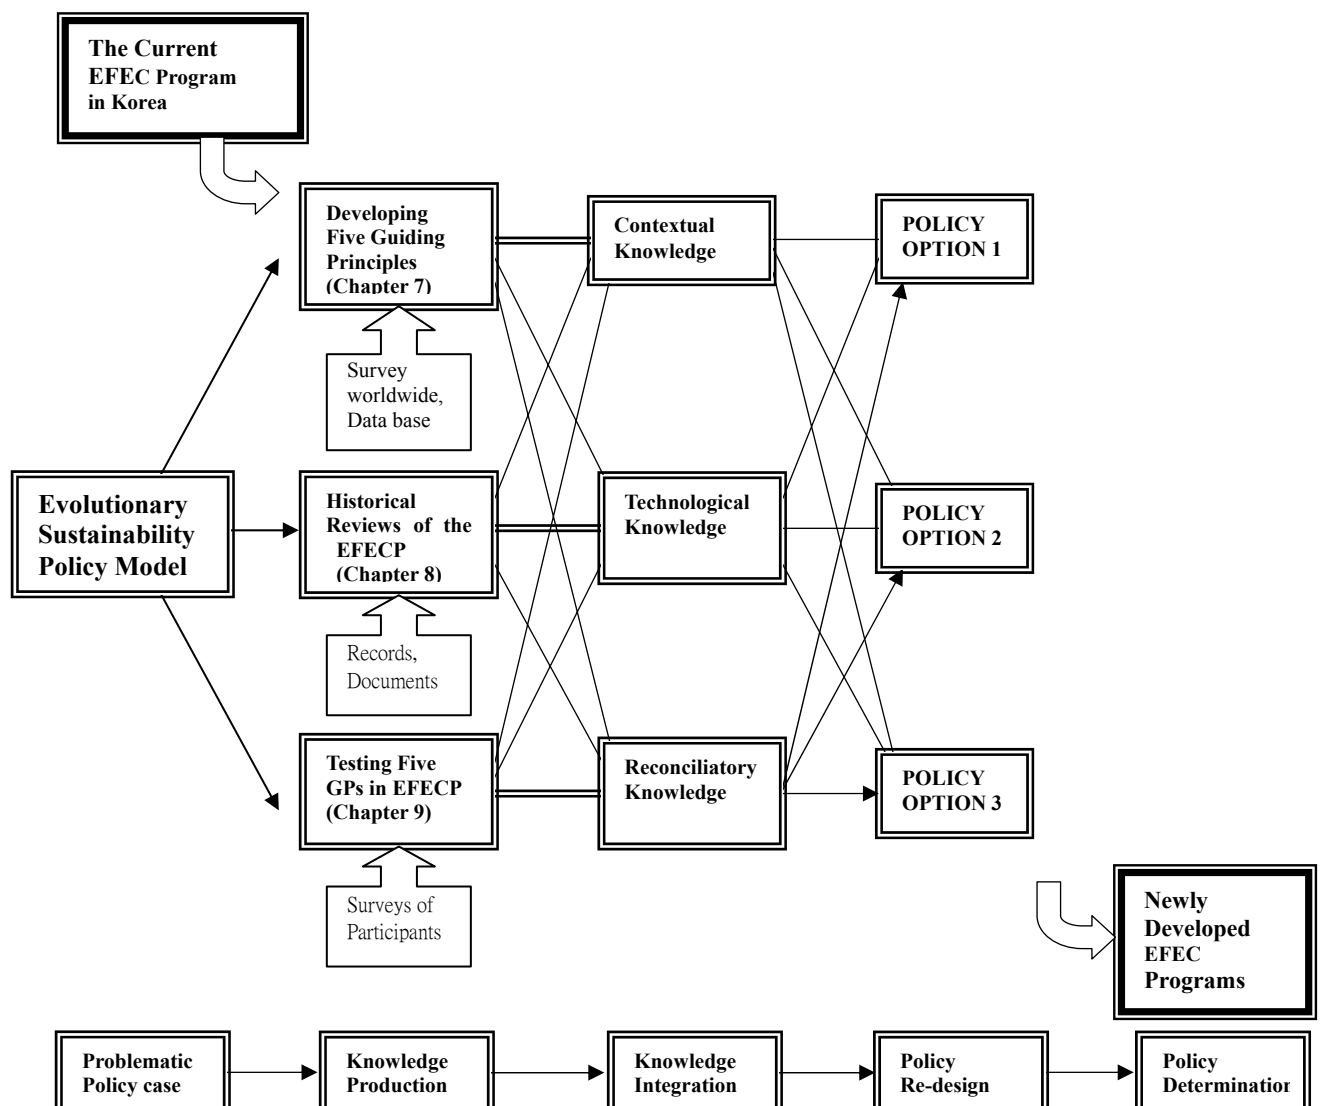 The Current
EFEC Program
in Korea
Developing
Five Guiding
Principles
(Chapter 7)
Contextual
Knowledge
POLICY
OPTION 1
Survey
worldwide,
Data base
Evolutionary
Sustainability
Policy Model
Historical
Reviews of the
EFECP
(Chapter 8)
Technological
Knowledge
POLICY
OPTION 2
Records,
Documents
Testing Five
GPs in EFECP
(Chapter 9)
Reconciliatory
Knowledge
POLICY
OPTION 3
Surveys of
Participants
Newly
Developed
EFEC
Programs
Problematic
Policy case
Knowledge
Production
Knowledge
Integration
Policy
Re-design
Policy
Determination